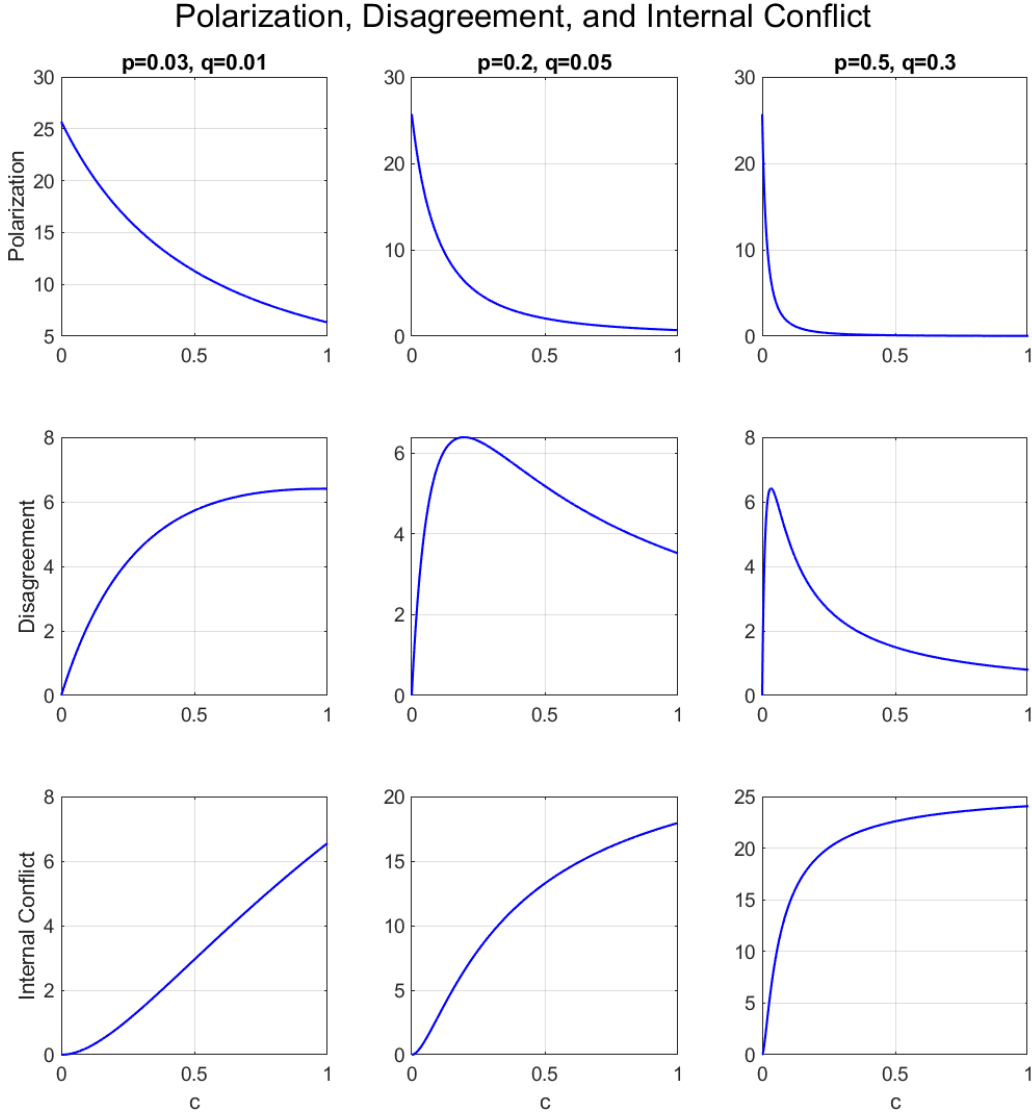 Polarization, Disagreement, and Internal Conflict
p=0.03, q=0.01
30
25
20
15
10
5
0 0.5 1
Polarization
p=0.2, q=0.05
30
20
10
0
0 0.5 1
p=0.5, q=0.3
30
20
10
0
0 0.5 1
8
6
4
2
0
0 0.5 1
Disagreement
6
4
2
0
0 0.5 1
8
6
4
2
0
0 0.5 1
8
6
4
2
0
0 0.5 1
Internal Conflict
c
20
15
10
5
0
0 0.5 1
c
25
20
15
10
5
0
0 0.5 1
c